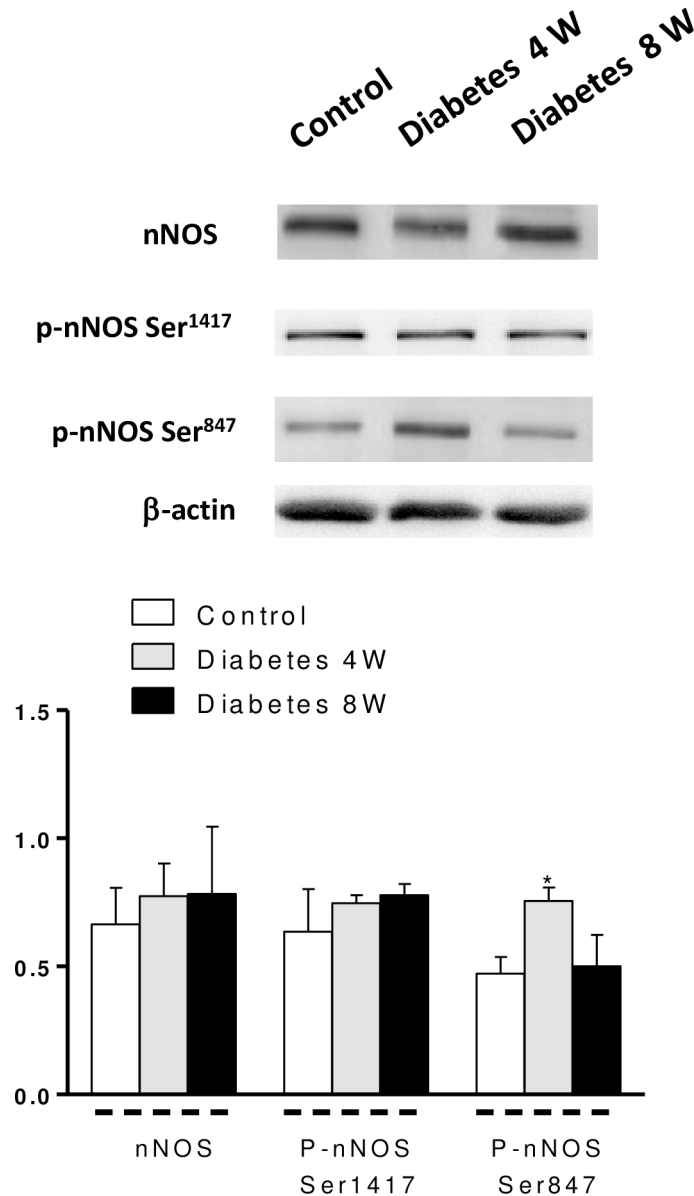 Control
Diabetes 4 W
Diabetes 8 W
nNOS
p-nNOS Ser1417
p-nNOS Ser847
β-actin
Control
Diabetes 4W
Diabetes 8W
1.5
1.0
*
0.5
0.0
nNOS
P-nNOS
Ser1417
P-nNOS
Ser847